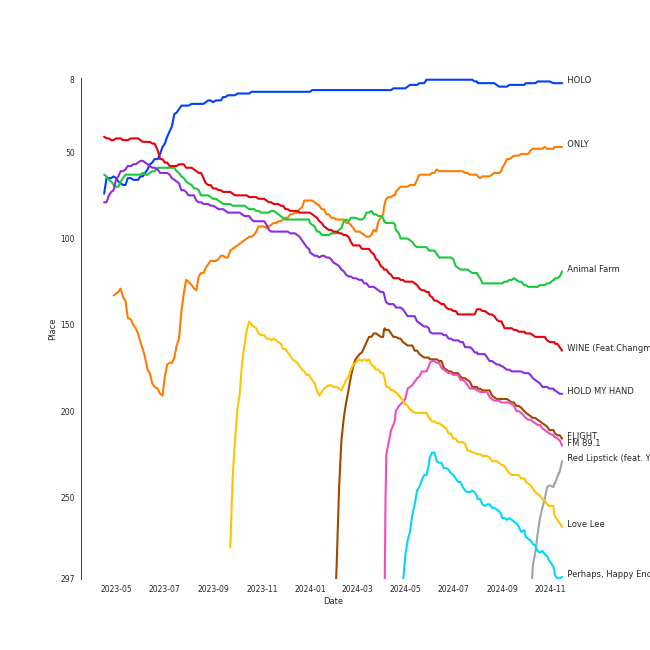 8
HOLO
50
ONLY
100
Animal Farm
150
WINE (Feat.Changm
HOLD MY HAND
200
FLIGHT
FM 89.1
Red Lipstick (feat. Y
250
Love Lee
297
Perhaps, Happy End
Place
2023-05 2023-07 2023-09 2023-11 2024-01 2024-03 2024-05 2024-07 2024-09 2024-11
Date